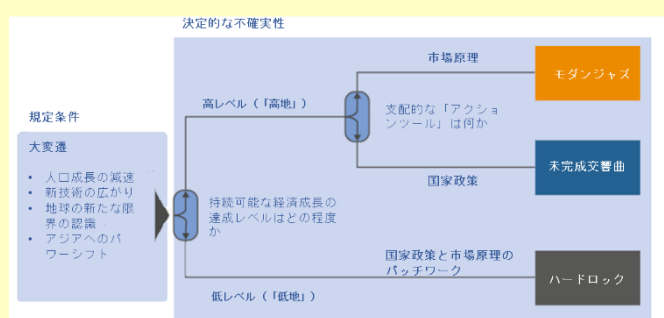 決定的な不確実性
市場原理
モダンジャズ
高レベル（「高地」）
支配的な「アクショ
ンツール」は何か
規定条件
大変遷
国家政策
未完成交響曲
• 人口成長の減速
• 新技術の広がり
• 地球の新たな限
界の認識
• アジアへのパ
ワーシフト
持続可能な経済成長の
達成レベルはどの程度
か
国家政策と市場原理の
パッチワーク
ハードロック
低レベル（「低地」）